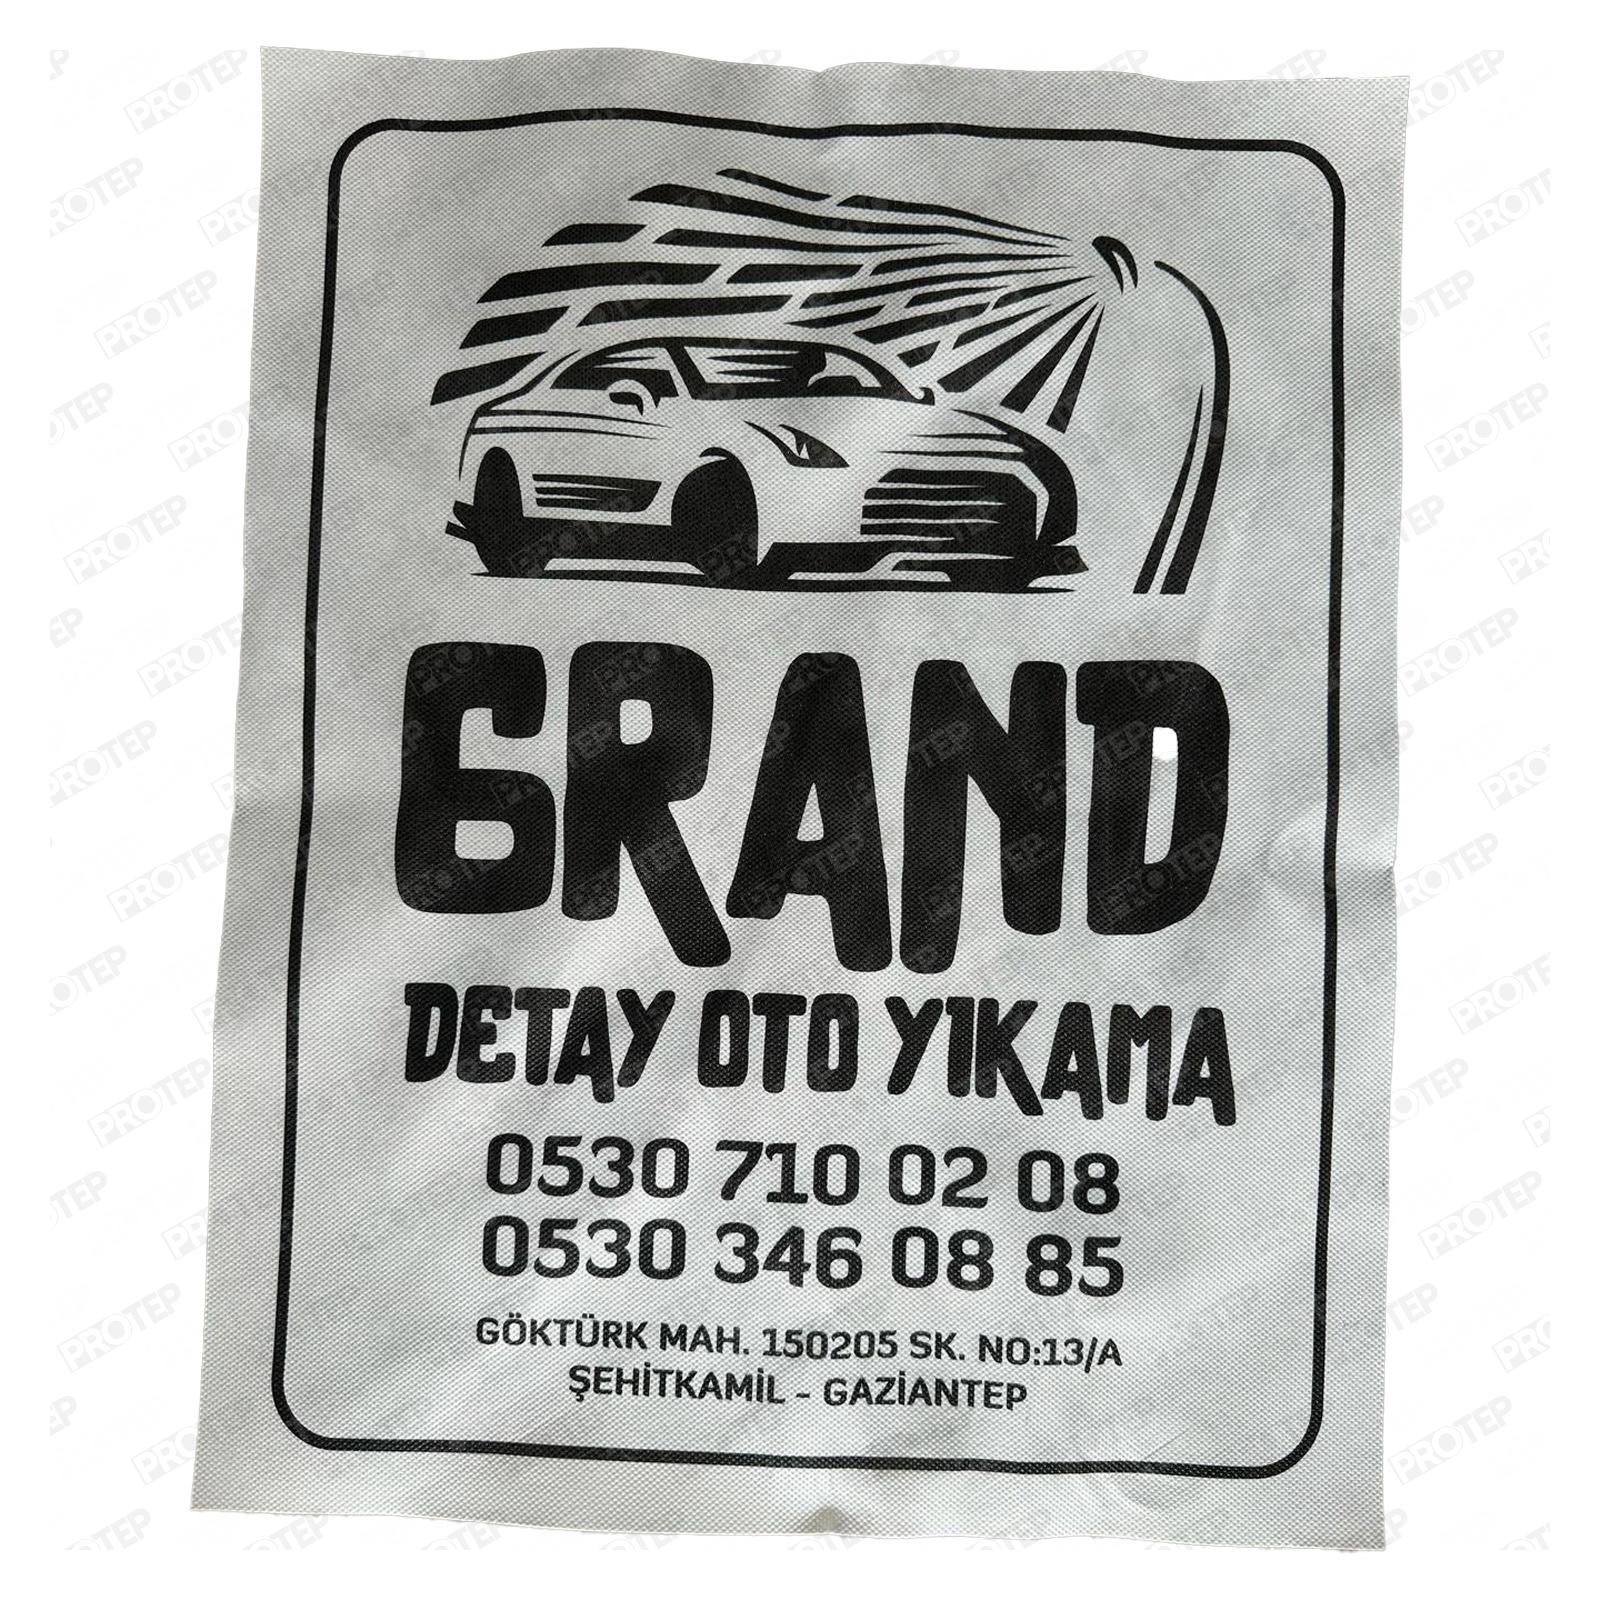 GRAND
DETAY OTO YIKAMA
0530 710 02 08
0530 346 08 85
GÖKTÜRK MAH. 150205 SK. NO:13/A
ŞEHİTKAMİL - GAZİANTEP
PROTEP